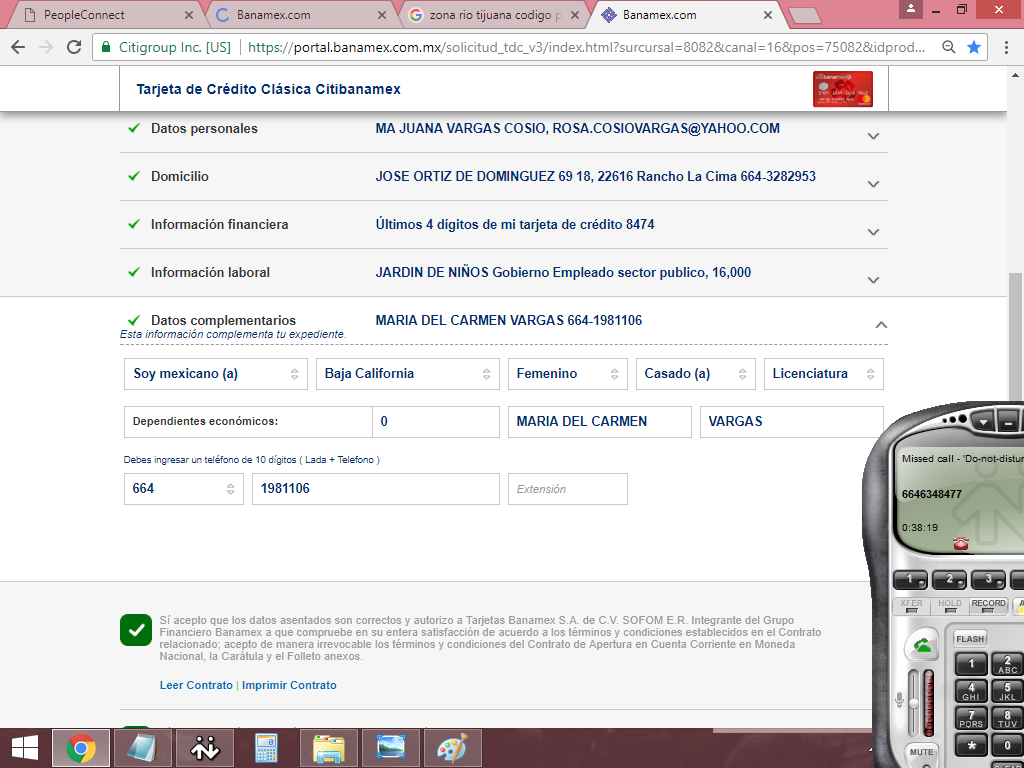 PeopleConnect
Banamex.com
zona rio tijuana codigo p
Banamex.com
Citigroup Inc. [US]
https://portal.banamex.com.mx/solicitud_tdc_v3/index.html?surcursal=8082&canal=16&pos=75082&idprod...
Tarjeta de Crédito Clásica Citibanamex
Datos personales
MA JUANA VARGAS COSIO, ROSA.COSIOVARGAS@YAHOO.COM
Domicilio
JOSE ORTIZ DE DOMINGUEZ 69 18, 22616 Rancho La Cima 664-3282953
Información financiera
Últimos 4 dígitos de mi tarjeta de crédito 8474
Información laboral
JARDIN DE NIÑOS Gobierno Empleado sector publico, 16,000
Datos complementarios
MARIA DEL CARMEN VARGAS 664-1981106
Esta información complementa tu expediente.
Soy mexicano (a)
Baja California
Femenino
Casado (a)
Licenciatura
Dependientes económicos:
0
MARIA DEL CARMEN
VARGAS
Debes ingresar un teléfono de 10 dígitos ( Lada + Telefono )
664
1981106
Extensión
Sí acepto que los datos asentados son correctos y autorizo a Tarjetas Banamex S.A. de C.V. SOFOM E.R. Integrante del Grupo
Financiero Banamex a que compruebe en su entera satisfacción de acuerdo a los términos y condiciones establecidos en el Contrato
relacionado; acepto de manera irrevocable los términos y condiciones del Contrato de Apertura en Cuenta Corriente en Moneda
Nacional, la Carátula y el Folleto anexos.
Leer Contrato | Imprimir Contrato
Missed call - 'Do-not-distur
6646348477
0:38:19
1
2
3
XFER
HOLD
RECORD
FLASH
1
2
ABC
4
GHI
5
JKL
7
PQRS
8
TUV
*
0
MUTE